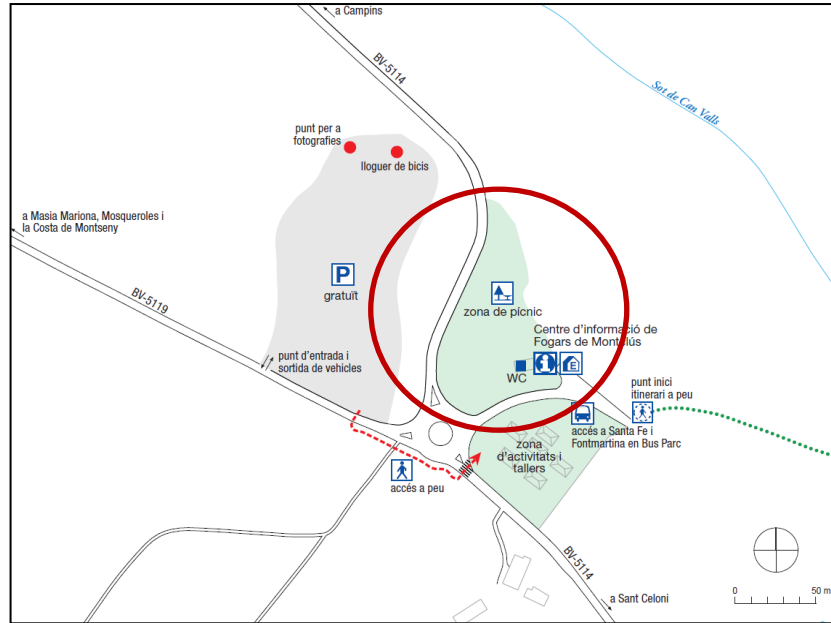 a Campins
BV-5114
Sot de Can Valls
punt per a
fotografies
lloguer de bicis
a Masia Mariona, Mosqueroles i
la Costa de Montseny
P
gratuït
zona de pícnic
BV-5119
Centre d'informació de
Fogars de Montclús
E
WC
punt d'entrada i
sortida de vehicles
punt inici
itinerari a peu
accés a Santa Fe i
Fontmartina en Bus Parc
zona
d'activitats i
tallers
accés a peu
BV-5114
a Sant Celoni
0 50 m